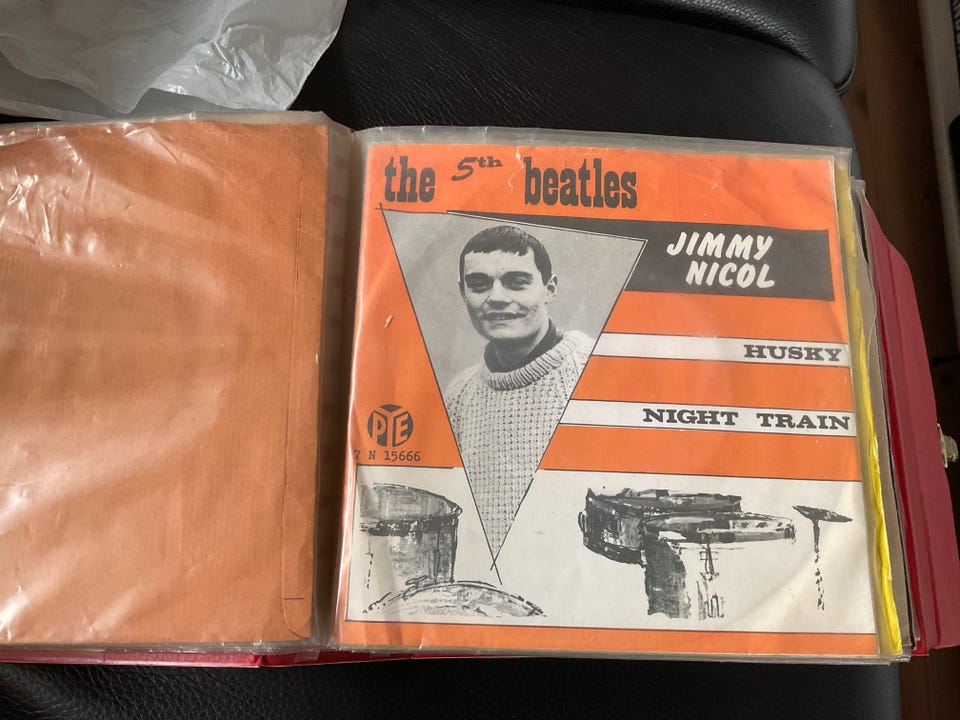 the 5th beatles
JIMMY
NICOL
HUSKY
NIGHT TRAIN
PYE
7 N 15666